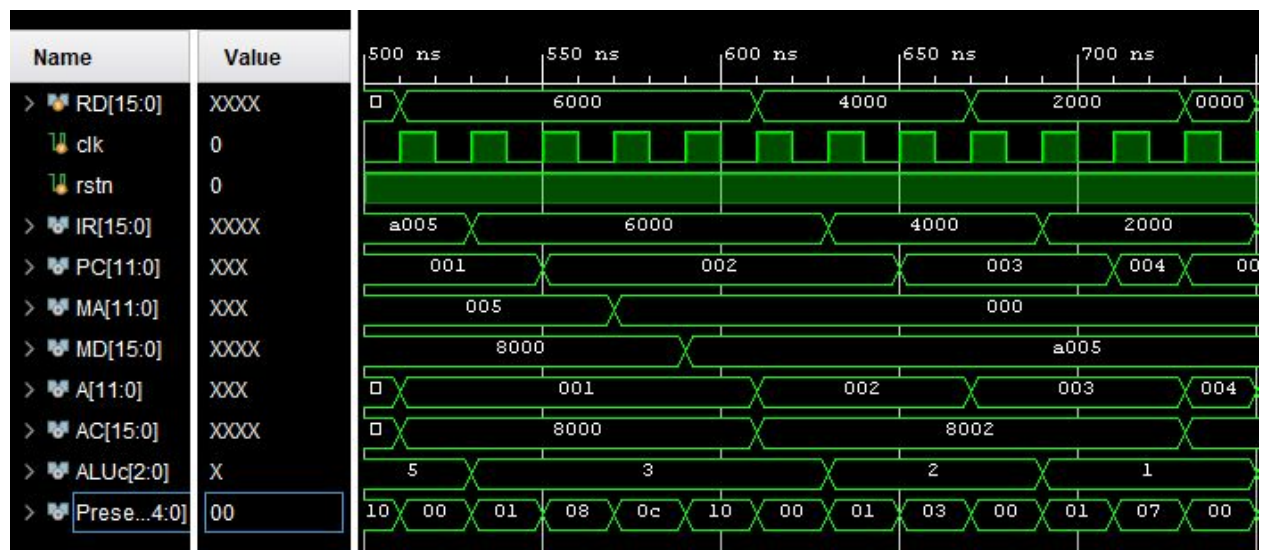 Name Value 500 ns 550 ns 600 ns 650 ns 700 ns
RD[15:0] XXXX 6000 4000 2000 0000
clk 0
rstn 0
IR[15:0] XXXX a005 6000 4000 2000
PC[11:0] XXX 001 002 003 004 00
MA[11:0] XXX 005 000
MD[15:0] XXXX 8000 a005
A[11:0] XXX 001 002 003 004
AC[15:0] XXXX 8000 8002
ALUc[2:0] X 5 3 2 1
Prese...4:0] 00 10 00 01 08 0c 10 00 01 03 00 01 07 00